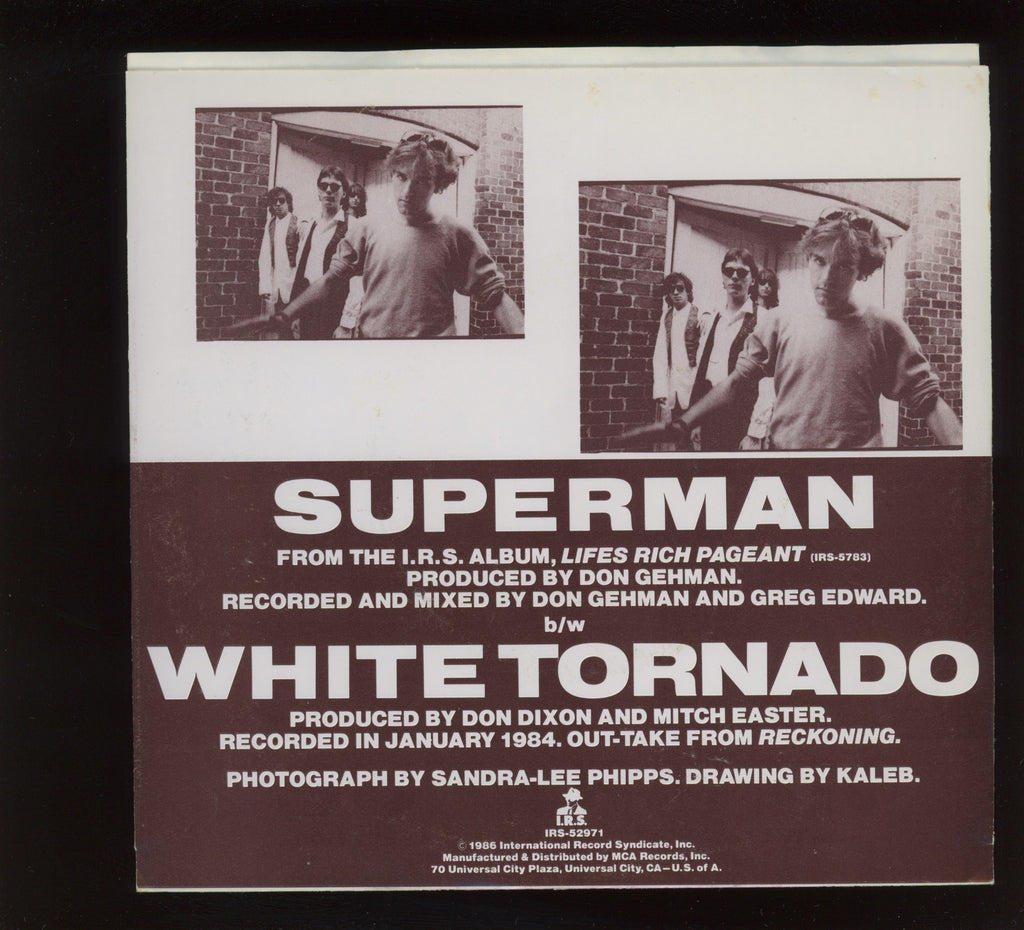 SUPERMAN
FROM THE I.R.S. ALBUM, LIFES RICH PAGEANT (IRS-5783)
PRODUCED BY DON GEHMAN.
RECORDED AND MIXED BY DON GEHMAN AND GREG EDWARD.
b/w
WHITE TORNADO
PRODUCED BY DON DIXON AND MITCH EASTER.
RECORDED IN JANUARY 1984. OUT-TAKE FROM RECKONING.
PHOTOGRAPH BY SANDRA-LEE PHIPPS. DRAWING BY KALEB.
I.R.S.
IRS-52971
© 1986 International Record Syndicate, Inc.
Manufactured & Distributed by MCA Records, Inc.
70 Universal City Plaza, Universal City, CA—U.S. of A.